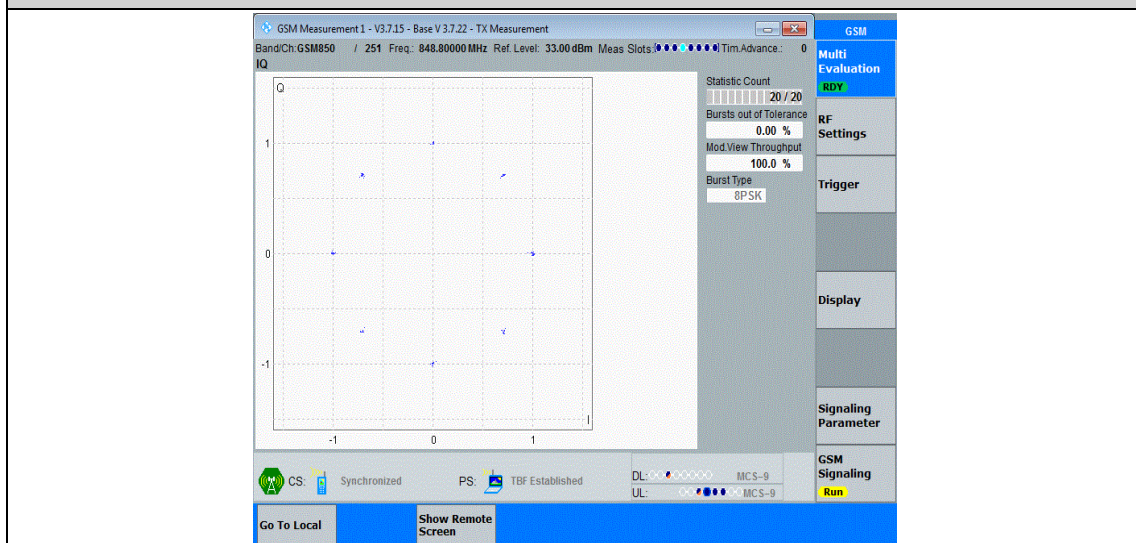 GSM Measurement 1 - V3.7.15 - Base V 3.7.22 - TX Measurement
GSM
Band/Ch: GSM850 / 251 Freq.: 848.80000 MHz Ref. Level: 33.00 dBm Meas Slots: Tim.Advance.: 0
IQ
Multi
Evaluation
RDY
Q
Statistic Count
20 / 20
Bursts out of Tolerance
0.00 %
Mod.View Throughput
100.0 %
Burst Type
8PSK
1
0
-1
I
-1 0 1
RF
Settings
Trigger
Display
Signaling
Parameter
GSM
Signaling
Run
CS: Synchronized PS: TBF Established
DL: MCS-9
UL: MCS-9
Go To Local
Show Remote
Screen